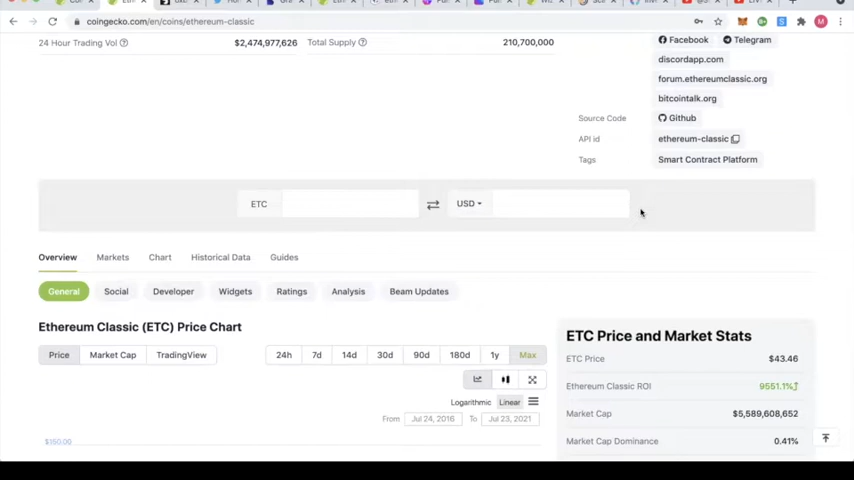 coingecko.com/en/coins/ethereum-classic
M
24 Hour Trading Vol $2,474,977,626 Total Supply 210,700,000
Facebook Telegram
discordapp.com
forum.ethereumclassic.org
bitcointalk.org
Source Code Github
API id ethereum-classic
Tags Smart Contract Platform
ETC USD
Overview Markets Chart Historical Data Guides
General Social Developer Widgets Ratings Analysis Beam Updates
Ethereum Classic (ETC) Price Chart
Price Market Cap TradingView 24h 7d 14d 30d 90d 180d 1y Max
Logarithmic Linear
From Jul 24, 2016 To Jul 23, 2021
$150.00
ETC Price and Market Stats
ETC Price $43.46
Ethereum Classic ROI 9551.1%
Market Cap $5,589,608,652
Market Cap Dominance 0.41%